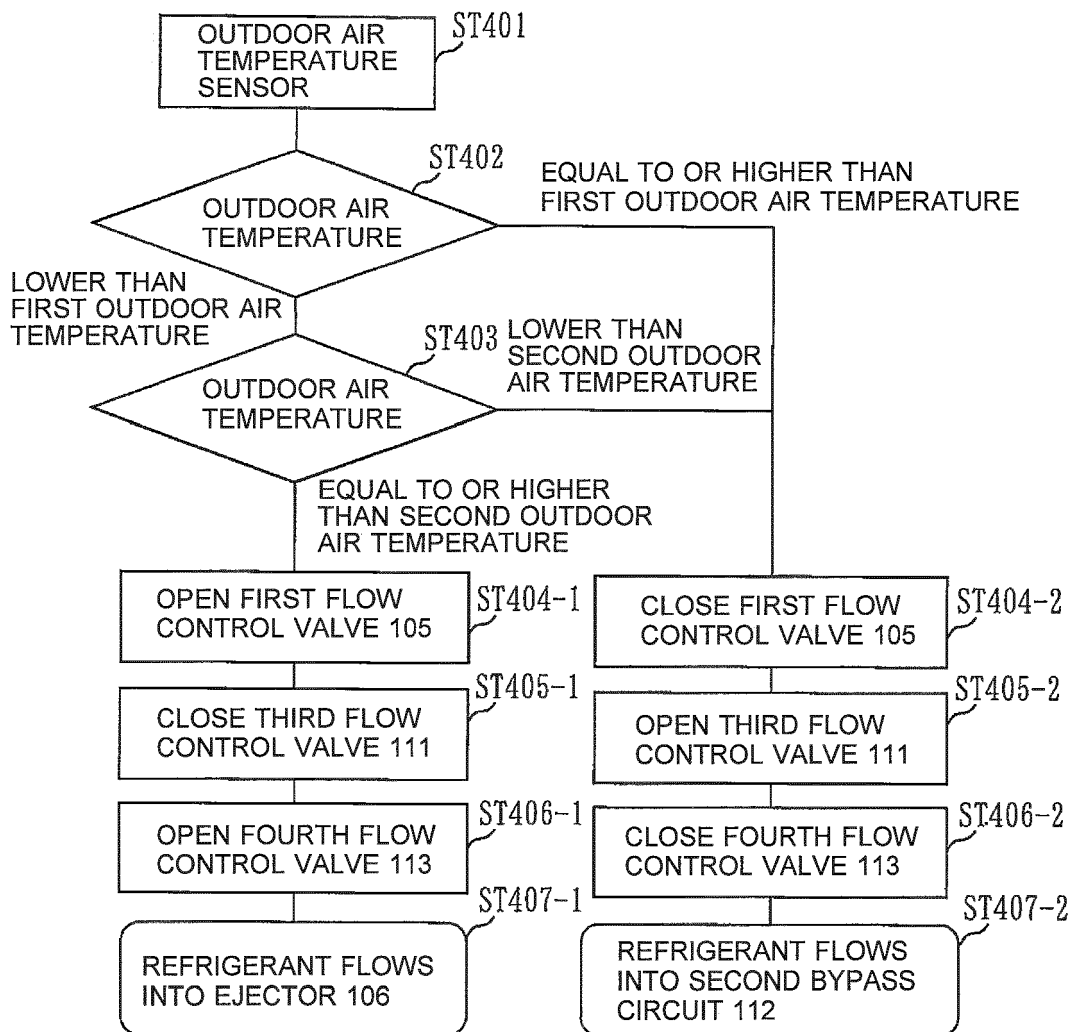 OUTDOOR AIR
TEMPERATURE
SENSOR
ST401
ST402
OUTDOOR AIR
TEMPERATURE
EQUAL TO OR HIGHER THAN
FIRST OUTDOOR AIR TEMPERATURE
LOWER THAN
FIRST OUTDOOR AIR
TEMPERATURE
ST403
OUTDOOR AIR
TEMPERATURE
LOWER THAN
SECOND OUTDOOR
AIR TEMPERATURE
EQUAL TO OR HIGHER
THAN SECOND OUTDOOR
AIR TEMPERATURE
OPEN FIRST FLOW
CONTROL VALVE 105
ST404-1
CLOSE THIRD FLOW
CONTROL VALVE 111
ST405-1
OPEN FOURTH FLOW
CONTROL VALVE 113
ST406-1
REFRIGERANT FLOWS
INTO EJECTOR 106
ST407-1
CLOSE FIRST FLOW
CONTROL VALVE 105
ST404-2
OPEN THIRD FLOW
CONTROL VALVE 111
ST405-2
CLOSE FOURTH FLOW
CONTROL VALVE 113
ST406-2
REFRIGERANT FLOWS
INTO SECOND BYPASS
CIRCUIT 112
ST407-2